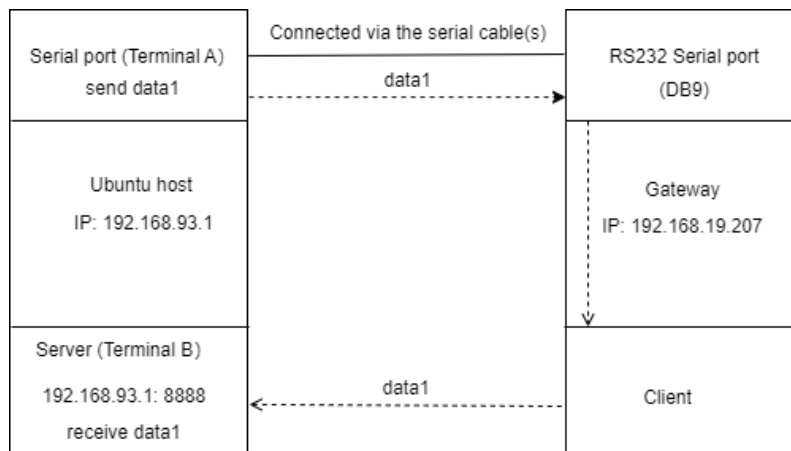 Connected via the serial cable(s)
Serial port (Terminal A)
send data1
data1
RS232 Serial port
(DB9)
Ubuntu host
IP: 192.168.93.1
Gateway
IP: 192.168.19.207
Server (Terminal B)
192.168.93.1: 8888
receive data1
data1
Client